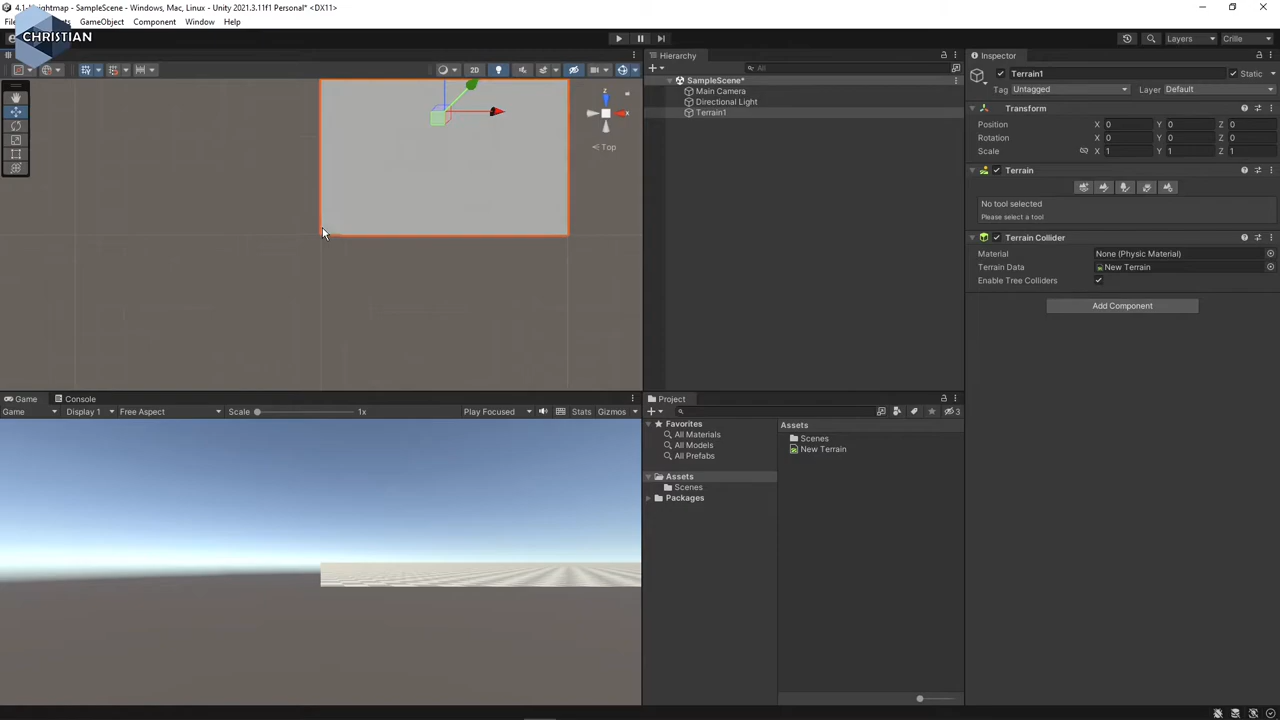 4.1-Heightmap - SampleScene - Windows, Mac, Linux - Unity 2021.3.11f1 Personal* <DX11>
GameObject Component Window Help
CHRISTIAN
Layers Crille
Hierarchy
All
SampleScene*
Main Camera
Directional Light
Terrain1
2D
z
x
Top
Inspector
Terrain1 Static
Tag Untagged Layer Default
Transform
Position X 0 Y 0 Z 0
Rotation X 0 Y 0 Z 0
Scale X 1 Y 1 Z 1
Terrain
No tool selected
Please select a tool
Terrain Collider
Material None (Physic Material)
Terrain Data New Terrain
Enable Tree Colliders
Add Component
Game Console
Game Display 1 Free Aspect Scale 1x Play Focused Stats Gizmos
Project
3
Favorites
All Materials
All Models
All Prefabs
Assets
Scenes
Packages
Assets
Scenes
New Terrain